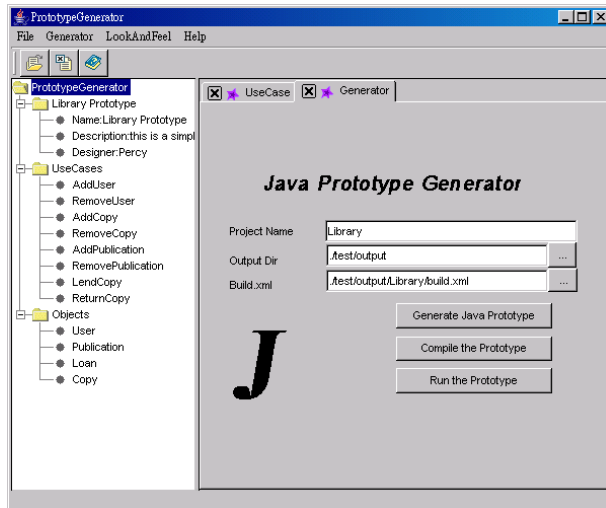 PrototypeGenerator
File Generator LookAndFeel Help
PrototypeGenerator
Library Prototype
Name:Library Prototype
Description:this is a simpl
Designer:Percy
UseCases
AddUser
RemoveUser
AddCopy
RemoveCopy
AddPublication
RemovePublication
LendCopy
ReturnCopy
Objects
User
Publication
Loan
Copy
UseCase Generator
Java Prototype Generator
Project Name Library
Output Dir ./test/output ...
Build.xml ./test/output/Library/build.xml ...
Generate Java Prototype
Compile the Prototype
Run the Prototype
J